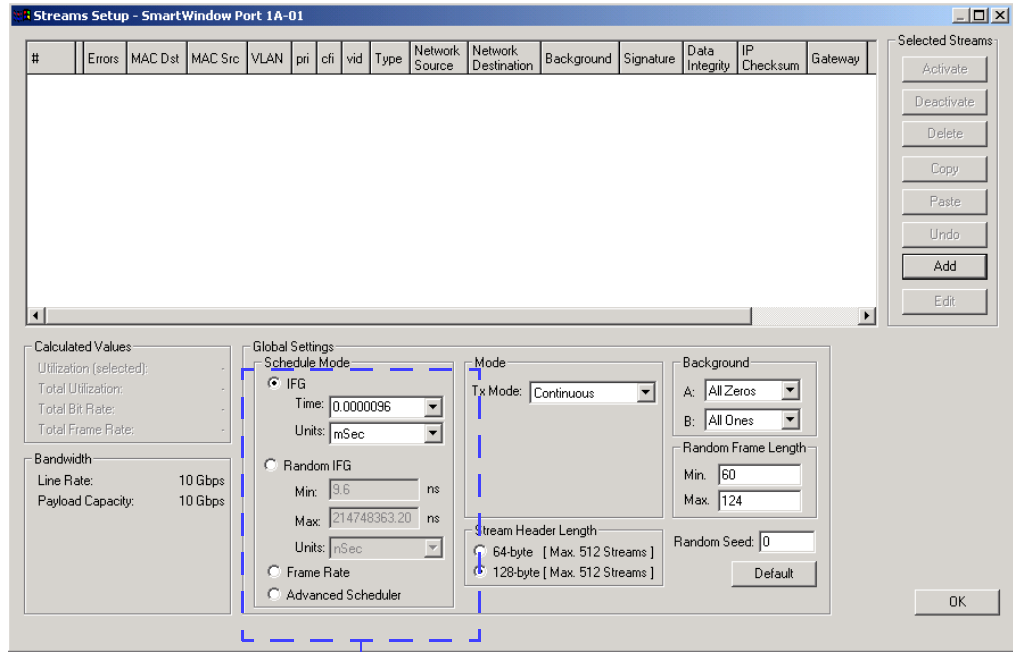 Streams Setup - SmartWindow Port 1A-01
# Errors MAC Dst MAC Src VLAN pri cfi vid Type Network Source Network Destination Background Signature Data Integrity IP Checksum Gateway
Selected Streams
Activate
Deactivate
Delete
Copy
Paste
Undo
Add
Edit
Calculated Values
Utilization (selected): -
Total Utilization: -
Total Bit Rate: -
Total Frame Rate: -
Bandwidth
Line Rate: 10 Gbps
Payload Capacity: 10 Gbps
Global Settings
Schedule Mode
IFG
Time: 0.0000096
Units: mSec
Random IFG
Min: 9.6 ns
Max: 214748363.20 ns
Units: nSec
Frame Rate
Advanced Scheduler
Mode
Tx Mode: Continuous
Stream Header Length
64-byte [ Max. 512 Streams ]
128-byte [ Max. 512 Streams ]
Background
A: All Zeros
B: All Ones
Random Frame Length
Min. 60
Max. 124
Random Seed: 0
Default
OK